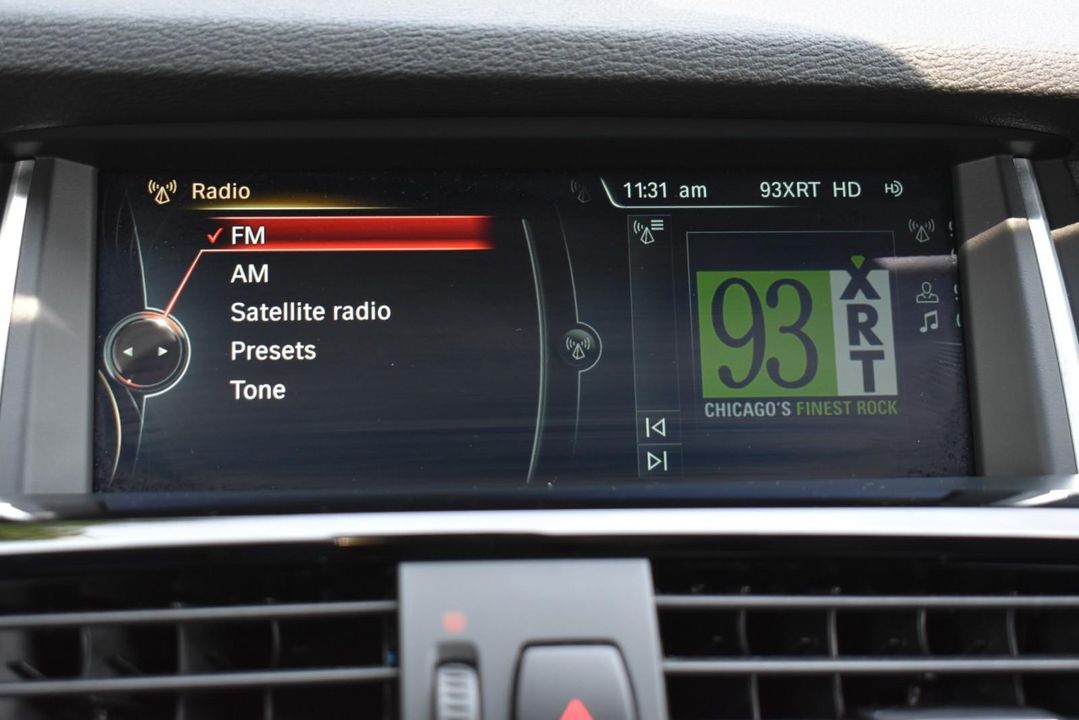 Radio
11:31 am
93XRT HD
FM
AM
Satellite radio
Presets
Tone
93
XRT
CHICAGO'S FINEST ROCK